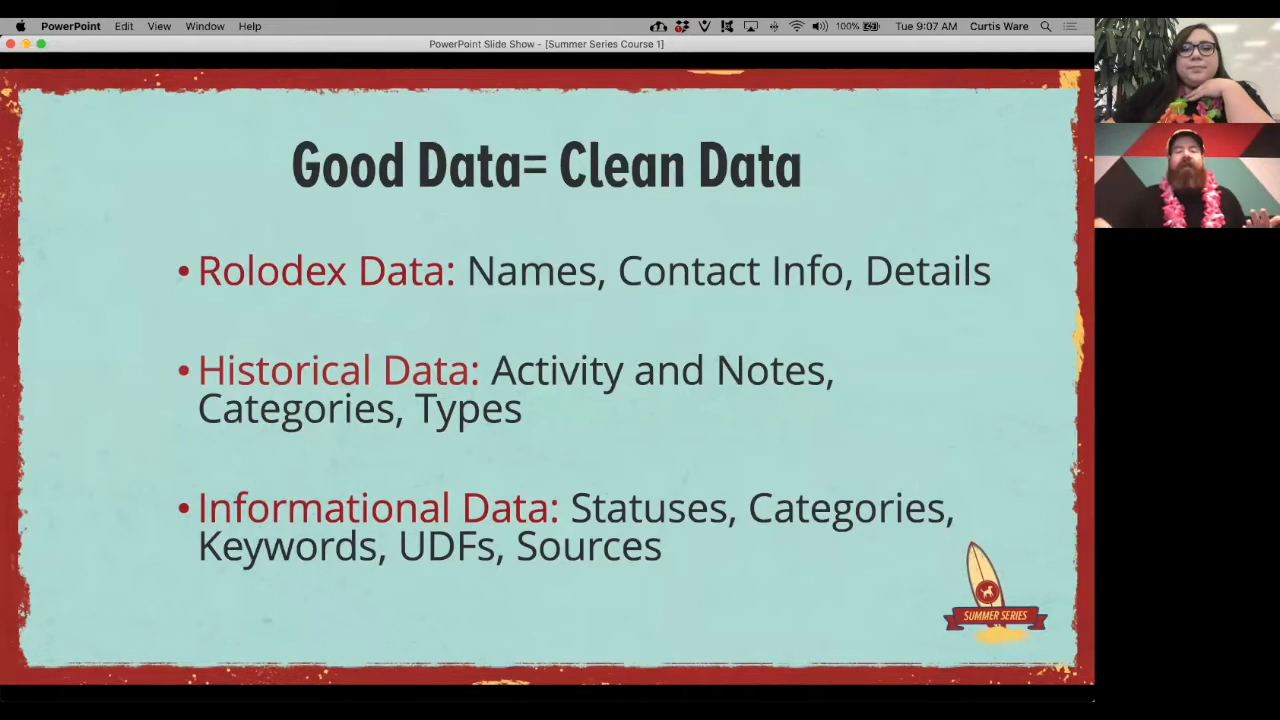 PowerPoint Edit View Window Help 100% Tue 9:07 AM Curtis Ware
PowerPoint Slide Show - [Summer Series Course 1]
Good Data= Clean Data
• Rolodex Data: Names, Contact Info, Details
• Historical Data: Activity and Notes,
Categories, Types
• Informational Data: Statuses, Categories,
Keywords, UDFs, Sources
SUMMER SERIES